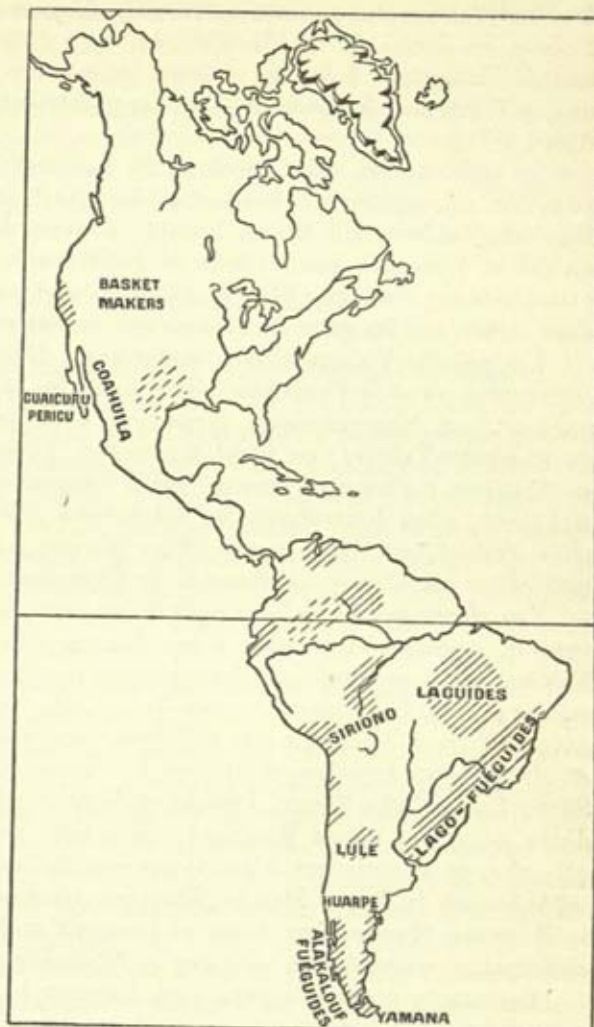 BASKET
MAKERS
COAHUILA
GUAICURU
PERICU
LAGUIDES
SIRIONO
LAGO-FUEGUIDES
LULE
HUARPE
ALAKALOUF
FUEGUIDES
YAMANA